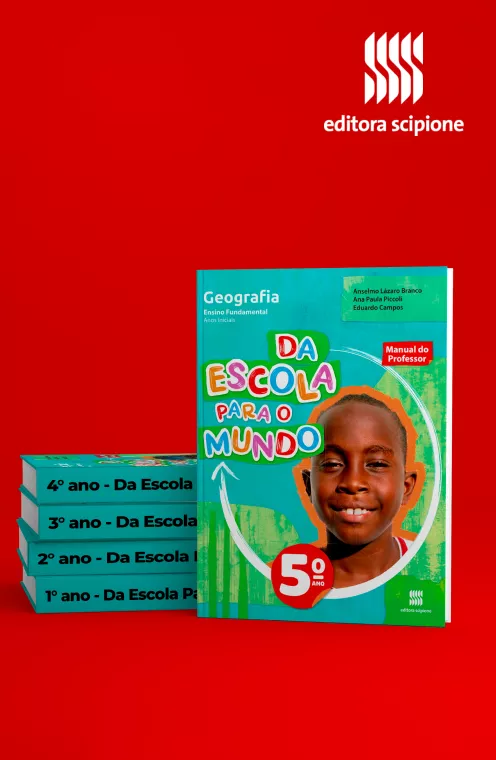 editora scipione
Geografia
Ensino Fundamental
Anos Iniciais
Anselmo Lázaro Branco
Ana Paula Piccoli
Eduardo Campos
Manual do
Professor
DA
ESCOLA
PARA O
MUNDO
5º
ANO
editora scipione
4º ano - Da Escola
3º ano - Da Escola
2º ano - Da Escola
1º ano - Da Escola Pa